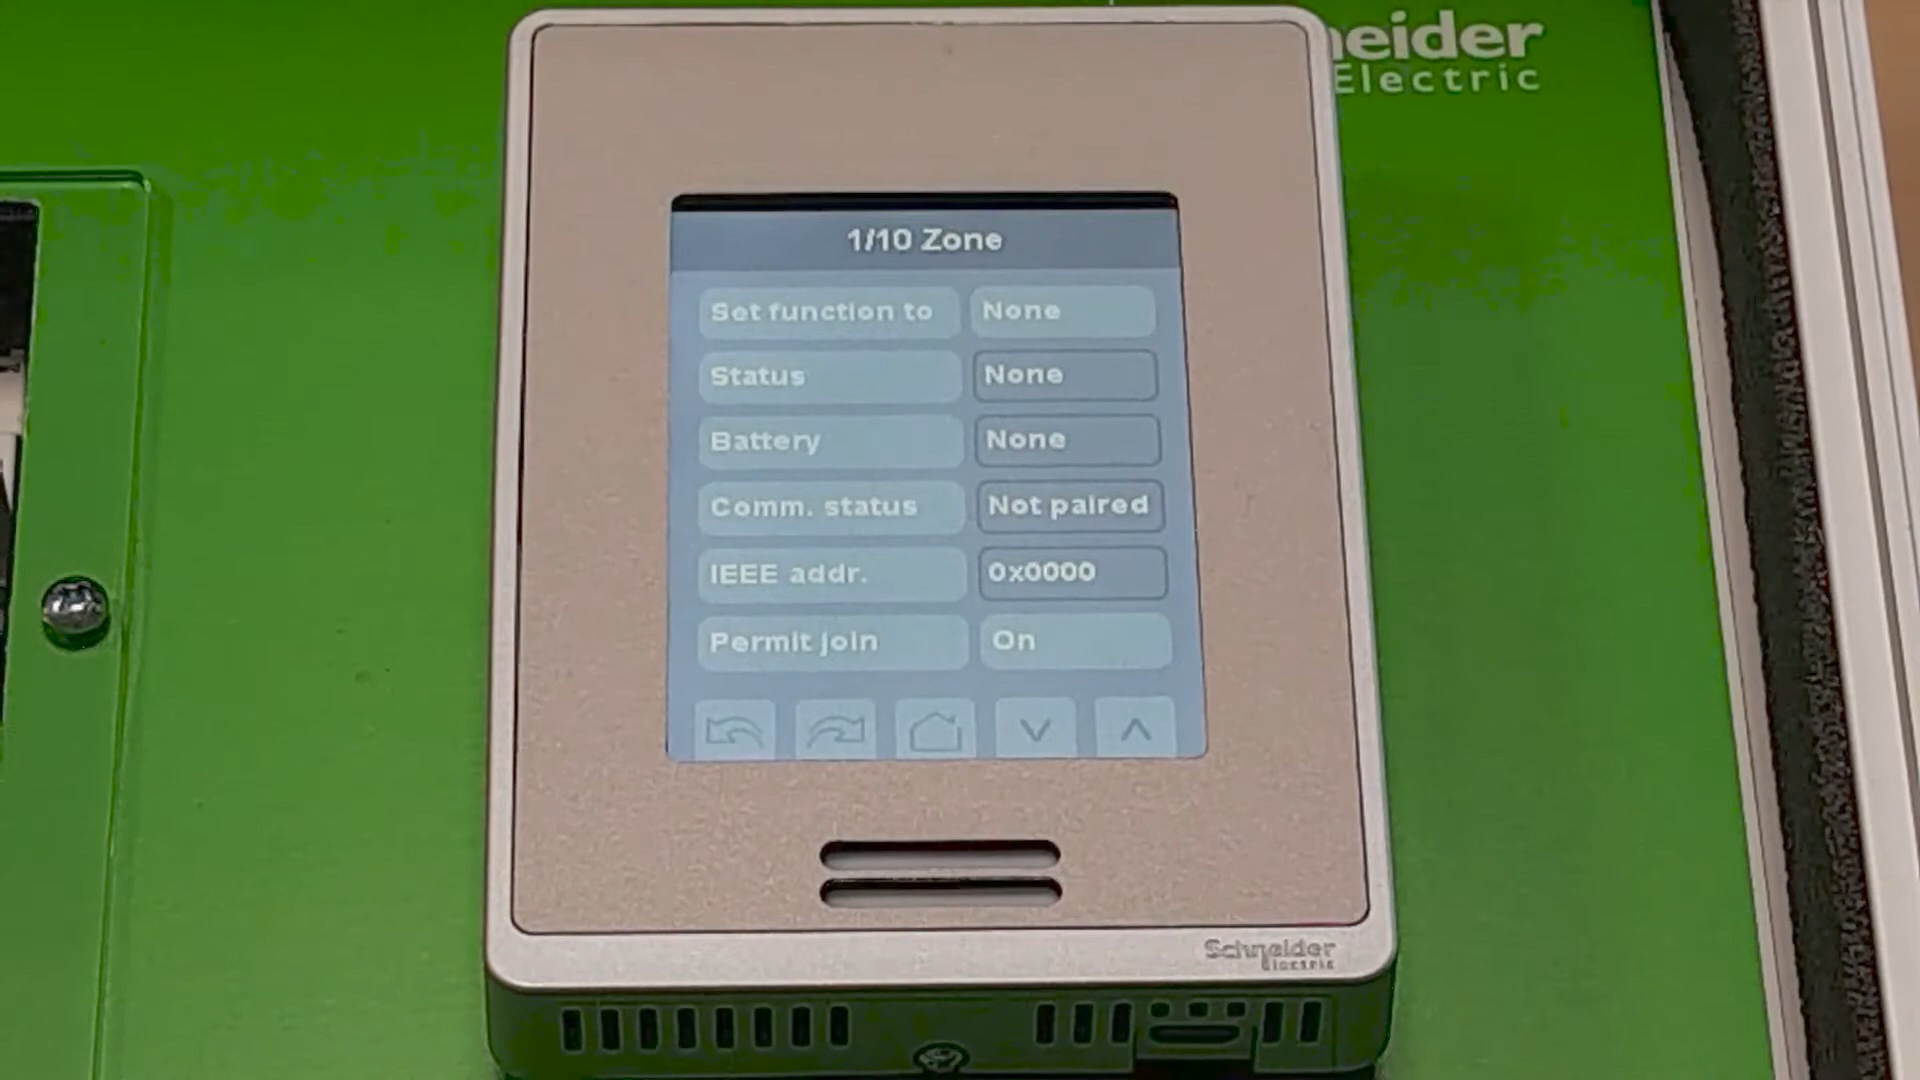 neider
Electric
1/10 Zone
Set function to None
Status None
Battery None
Comm. status Not paired
IEEE addr. 0x0000
Permit join On
Schneider
Electric